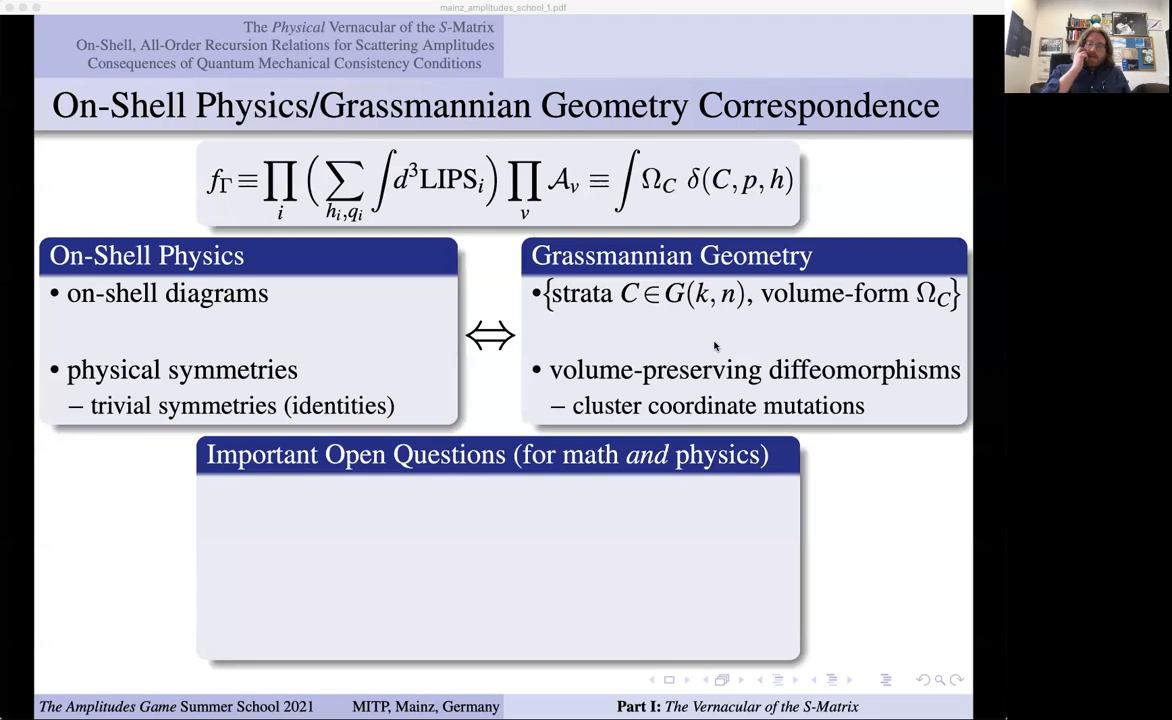 mainz_amplitudes_school_1.pdf
The Physical Vernacular of the S-Matrix
On-Shell, All-Order Recursion Relations for Scattering Amplitudes
Consequences of Quantum Mechanical Consistency Conditions
On-Shell Physics/Grassmannian Geometry Correspondence
f_Γ ≡ ∏_i ( ∑_{h_i,q_i} ∫ d³LIPS_i ) ∏_v 𝒜_v ≡ ∫ Ω_C δ(C, p, h)
On-Shell Physics
• on-shell diagrams
• physical symmetries
– trivial symmetries (identities)
⇔
Grassmannian Geometry
•{strata C∈G(k, n), volume-form Ω_C}
• volume-preserving diffeomorphisms
– cluster coordinate mutations
Important Open Questions (for math and physics)
The Amplitudes Game Summer School 2021 MITP, Mainz, Germany Part I: The Vernacular of the S-Matrix